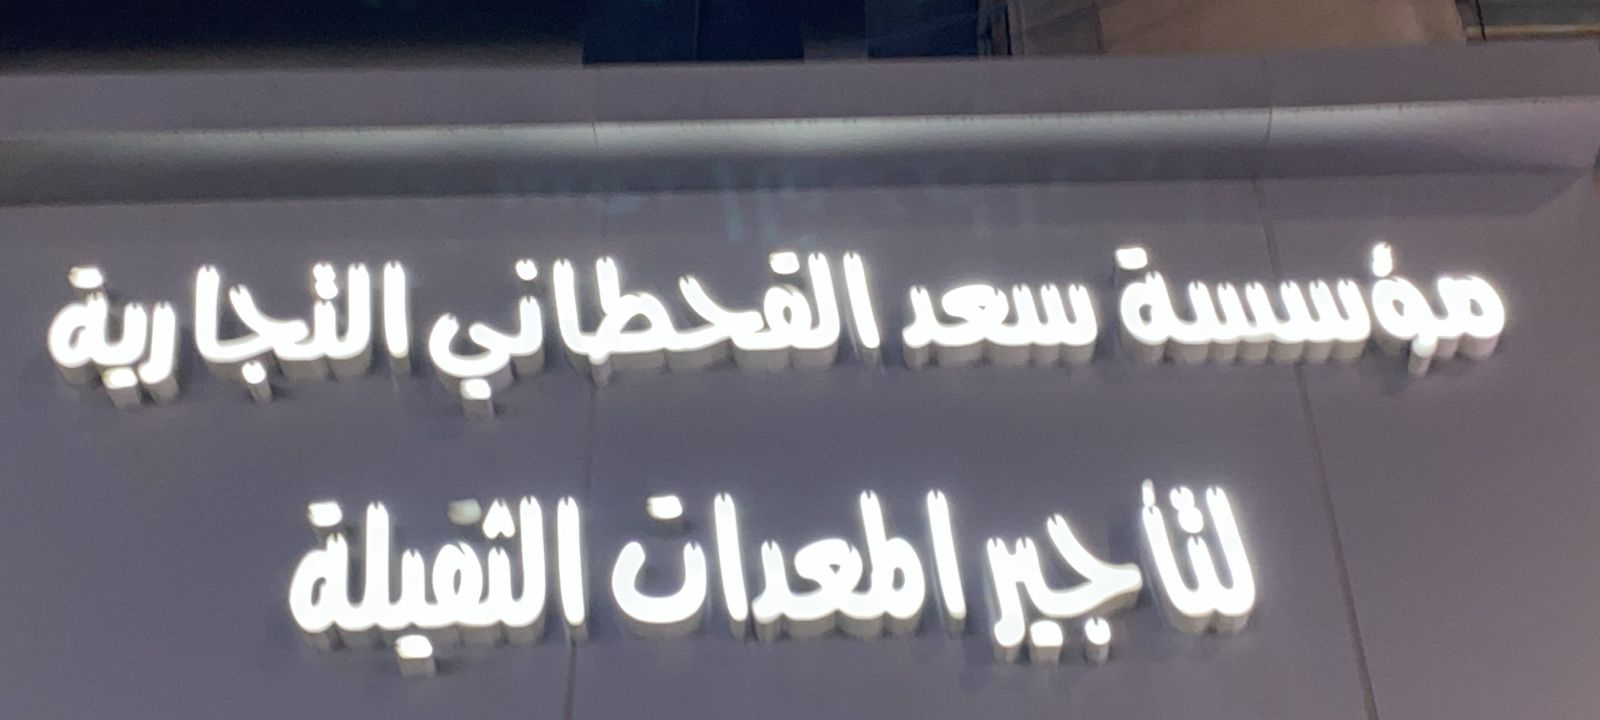 مؤسسة سعد القحطاني التجارية
لتأجير المعدات الثقيلة